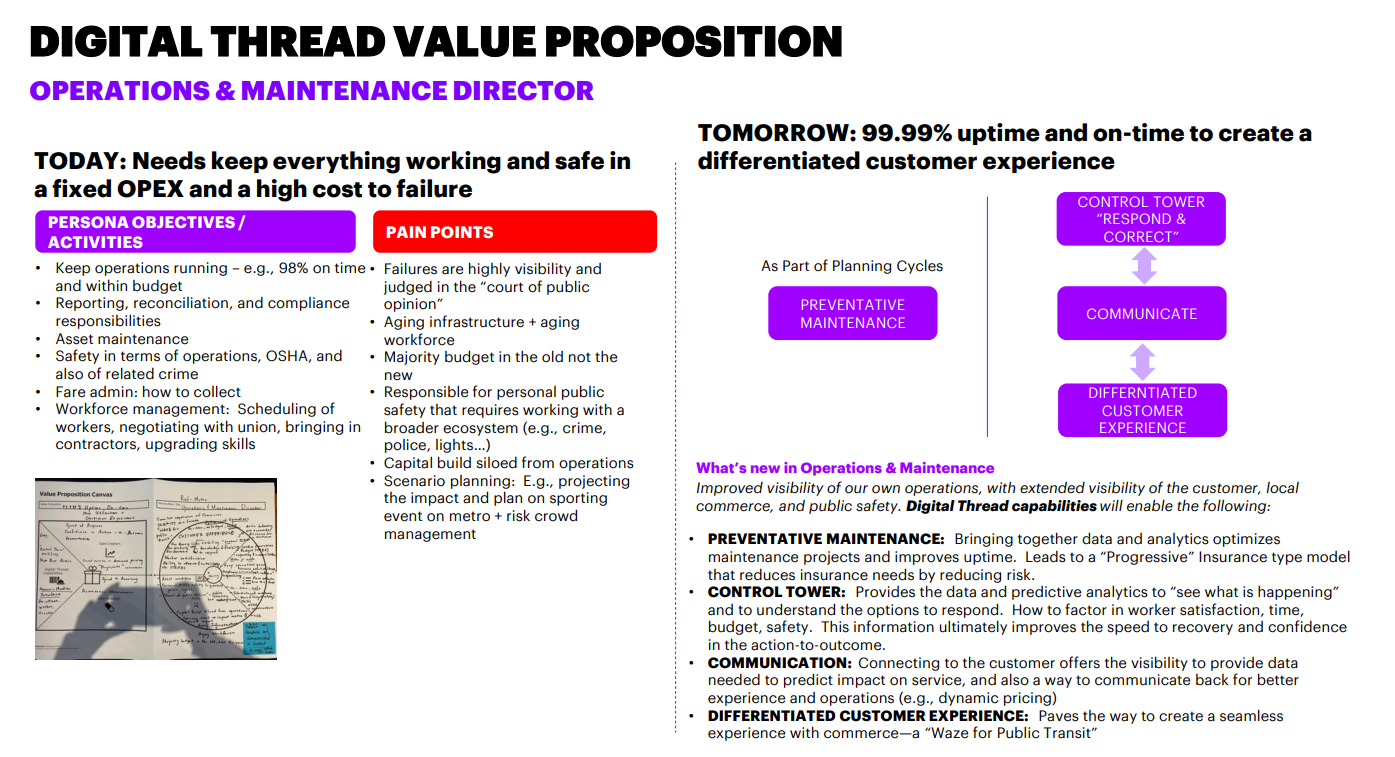 DIGITAL THREAD VALUE PROPOSITION
OPERATIONS & MAINTENANCE DIRECTOR
TODAY: Needs keep everything working and safe in
a fixed OPEX and a high cost to failure
PERSONA OBJECTIVES /
ACTIVITIES
• Keep operations running – e.g., 98% on time
and within budget
• Reporting, reconciliation, and compliance
responsibilities
• Asset maintenance
• Safety in terms of operations, OSHA, and
also of related crime
• Fare admin: how to collect
• Workforce management:  Scheduling of
workers, negotiating with union, bringing in
contractors, upgrading skills
PAIN POINTS
• Failures are highly visibility and
judged in the “court of public
opinion”
• Aging infrastructure + aging
workforce
• Majority budget in the old not the
new
• Responsible for personal public
safety that requires working with a
broader ecosystem (e.g., crime,
police, lights…)
• Capital build siloed from operations
• Scenario planning:  E.g., projecting
the impact and plan on sporting
event on metro + risk crowd
management
Value Proposition Canvas
Operations & Maintenance Director
CUSTOMER EXPERIENCE
TOMORROW: 99.99% uptime and on-time to create a
differentiated customer experience
As Part of Planning Cycles
PREVENTATIVE
MAINTENANCE
CONTROL TOWER
“RESPOND &
CORRECT”
COMMUNICATE
DIFFERNTIATED
CUSTOMER
EXPERIENCE
What’s new in Operations & Maintenance
Improved visibility of our own operations, with extended visibility of the customer, local
commerce, and public safety. Digital Thread capabilities will enable the following:
• PREVENTATIVE MAINTENANCE:  Bringing together data and analytics optimizes
maintenance projects and improves uptime.  Leads to a “Progressive” Insurance type model
that reduces insurance needs by reducing risk.
• CONTROL TOWER:  Provides the data and predictive analytics to “see what is happening”
and to understand the options to respond.  How to factor in worker satisfaction, time,
budget, safety.  This information ultimately improves the speed to recovery and confidence
in the action-to-outcome.
• COMMUNICATION: Connecting to the customer offers the visibility to provide data
needed to predict impact on service, and also a way to communicate back for better
experience and operations (e.g., dynamic pricing)
• DIFFERENTIATED CUSTOMER EXPERIENCE:  Paves the way to create a seamless
experience with commerce—a “Waze for Public Transit”